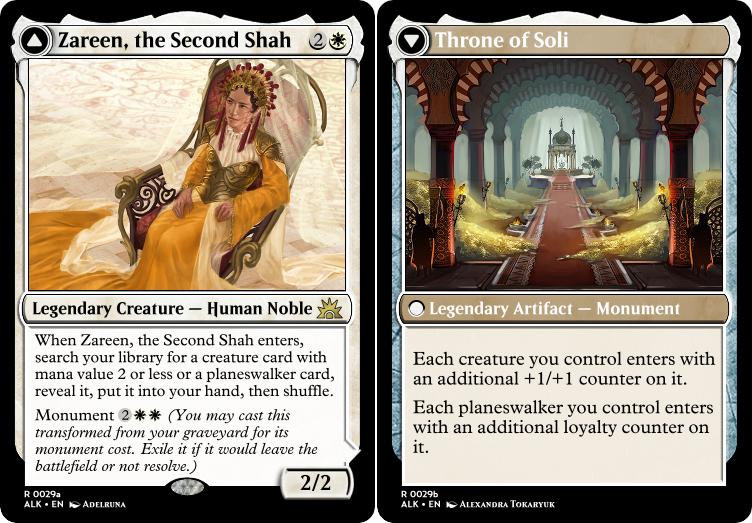 Zareen, the Second Shah 2
Legendary Creature — Human Noble
When Zareen, the Second Shah enters,
search your library for a creature card with
mana value 2 or less or a planeswalker card,
reveal it, put it into your hand, then shuffle.
Monument 2 (You may cast this
transformed from your graveyard for its
monument cost. Exile it if it would leave the
battlefield or not resolve.)
2/2
R 0029a
ALK • EN Adelruna
Throne of Soli
Legendary Artifact — Monument
Each creature you control enters with
an additional +1/+1 counter on it.
Each planeswalker you control enters
with an additional loyalty counter on
it.
R 0029b
ALK • EN Alexandra Tokaryuk